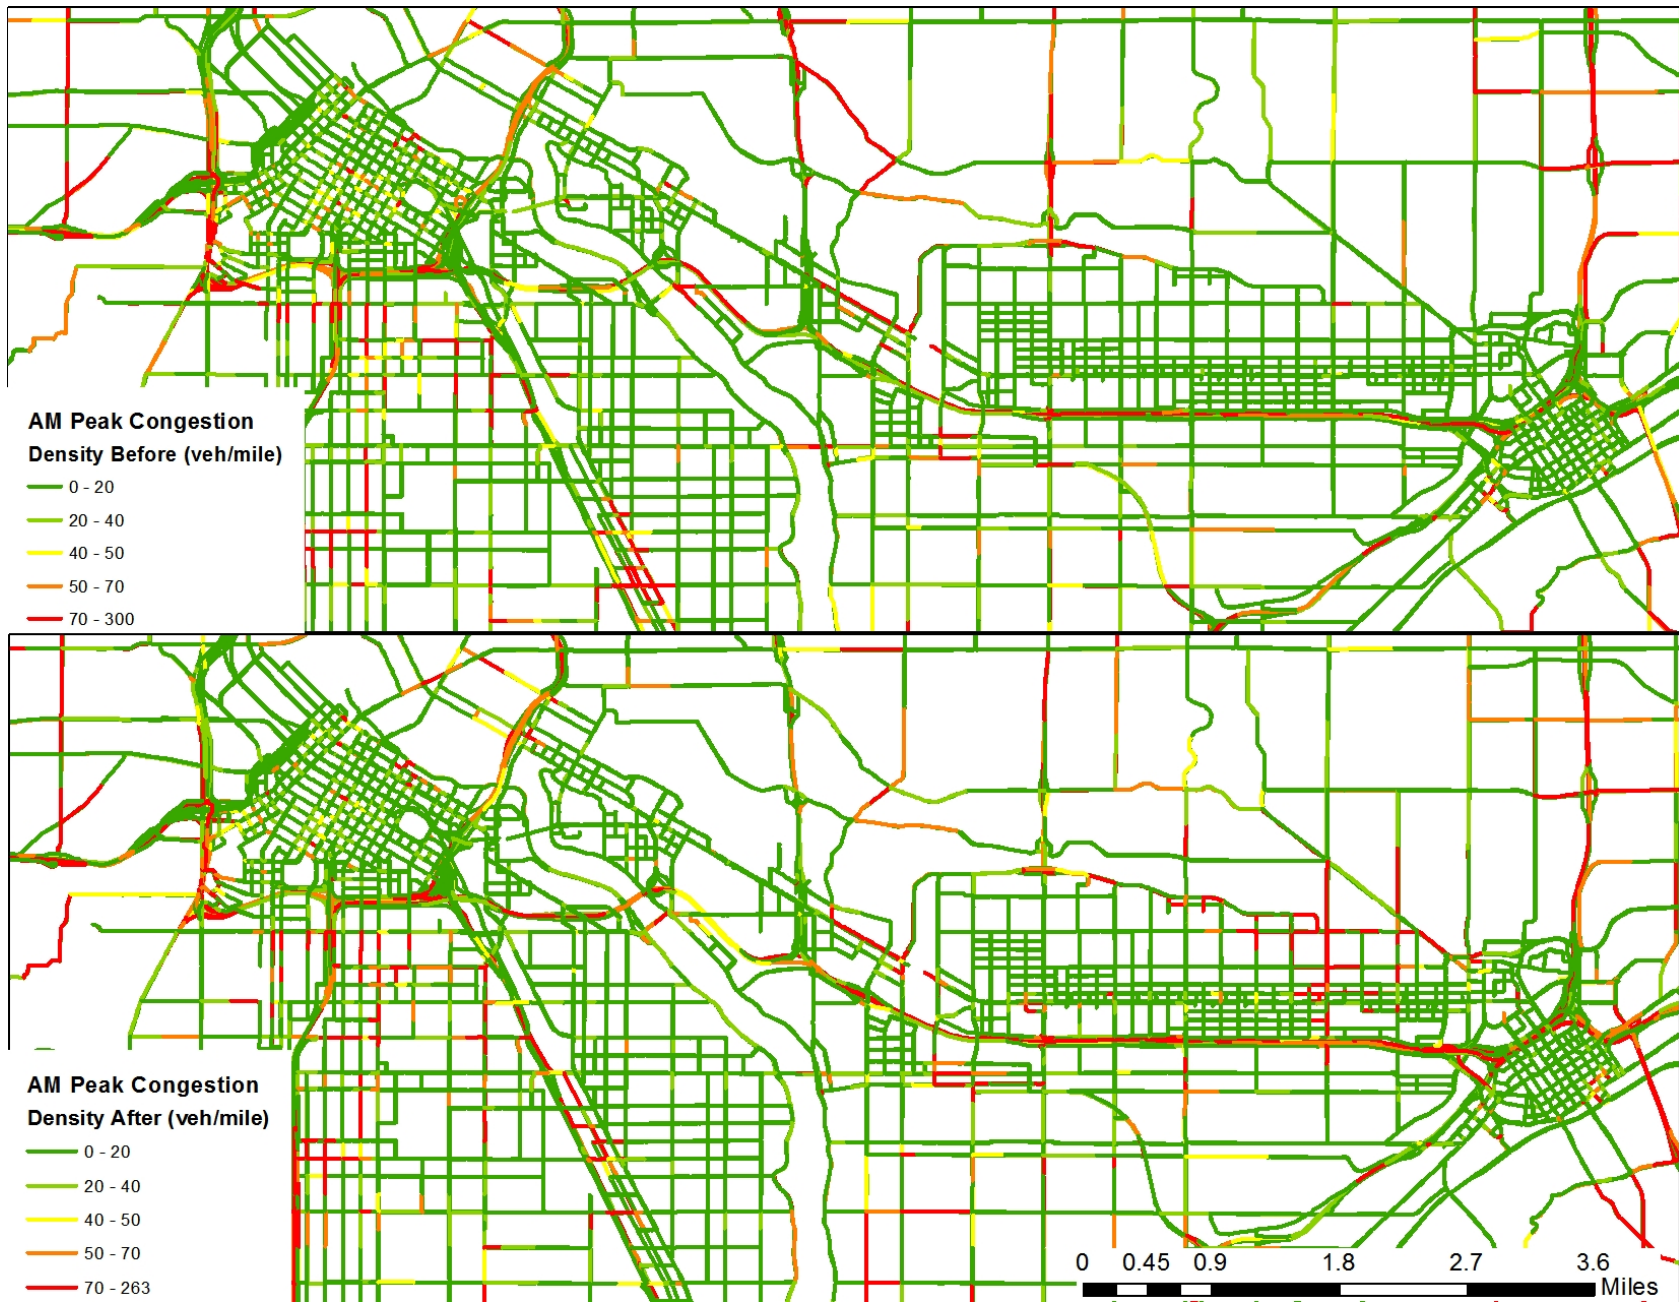 AM Peak Congestion
Density Before (veh/mile)
0 - 20
20 - 40
40 - 50
50 - 70
70 - 300
AM Peak Congestion
Density After (veh/mile)
0 - 20
20 - 40
40 - 50
50 - 70
70 - 263
0 0.45 0.9 1.8 2.7 3.6
Miles